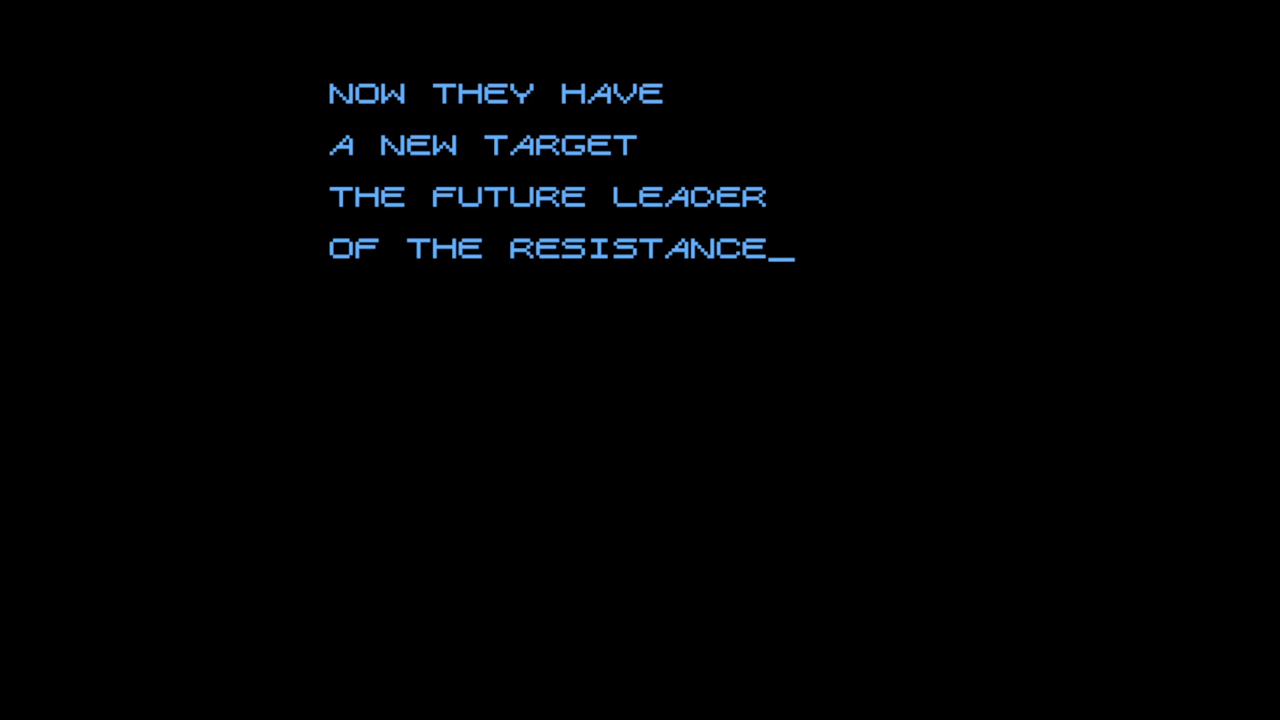 NOW THEY HAVE
A NEW TARGET
THE FUTURE LEADER
OF THE RESISTANCE_